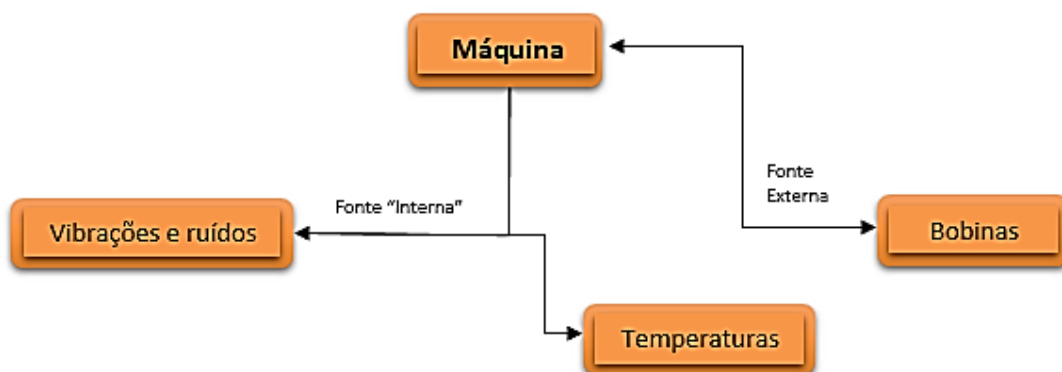 Máquina
Fonte
Externa
Fonte “Interna”
Vibrações e ruídos
Bobinas
Temperaturas